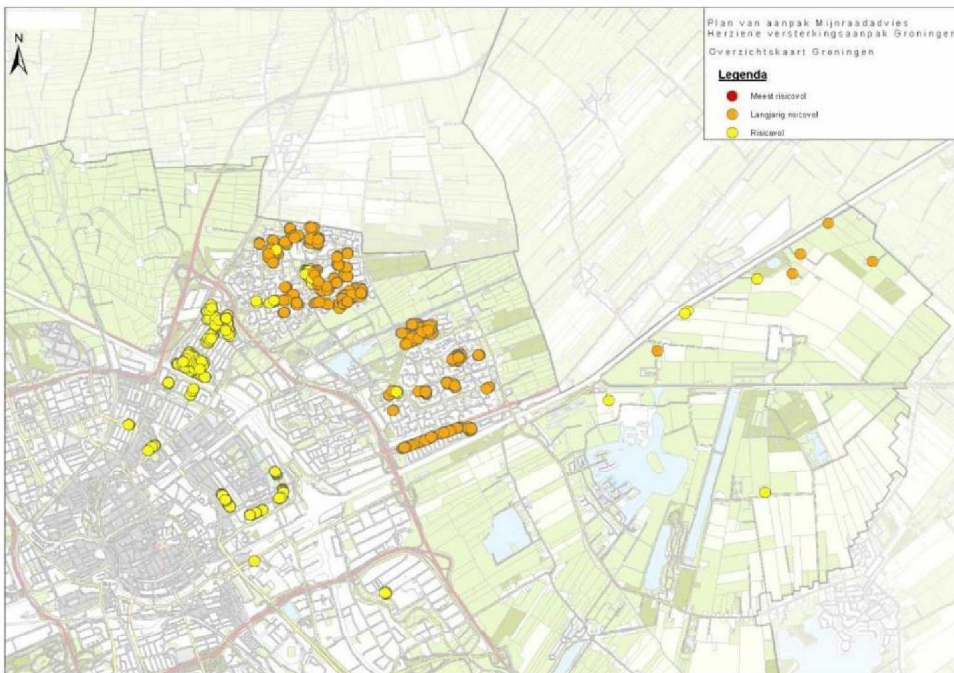 Plan van aanpak Mijnraadadvies
Herziene versterkingsaanpak Groningen
Overzichtskaart Groningen
Legenda
Meest risicovol
Langjarig risicovol
Risicovol
N